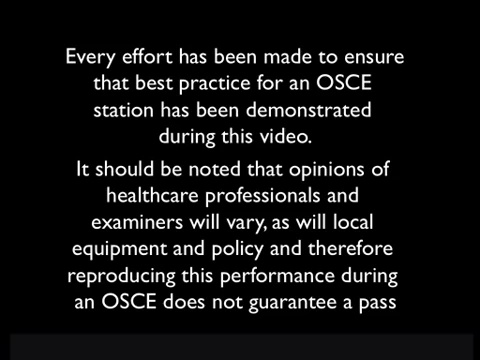 Every effort has been made to ensure
that best practice for an OSCE
station has been demonstrated
during this video.
It should be noted that opinions of
healthcare professionals and
examiners will vary, as will local
equipment and policy and therefore
reproducing this performance during
an OSCE does not guarantee a pass